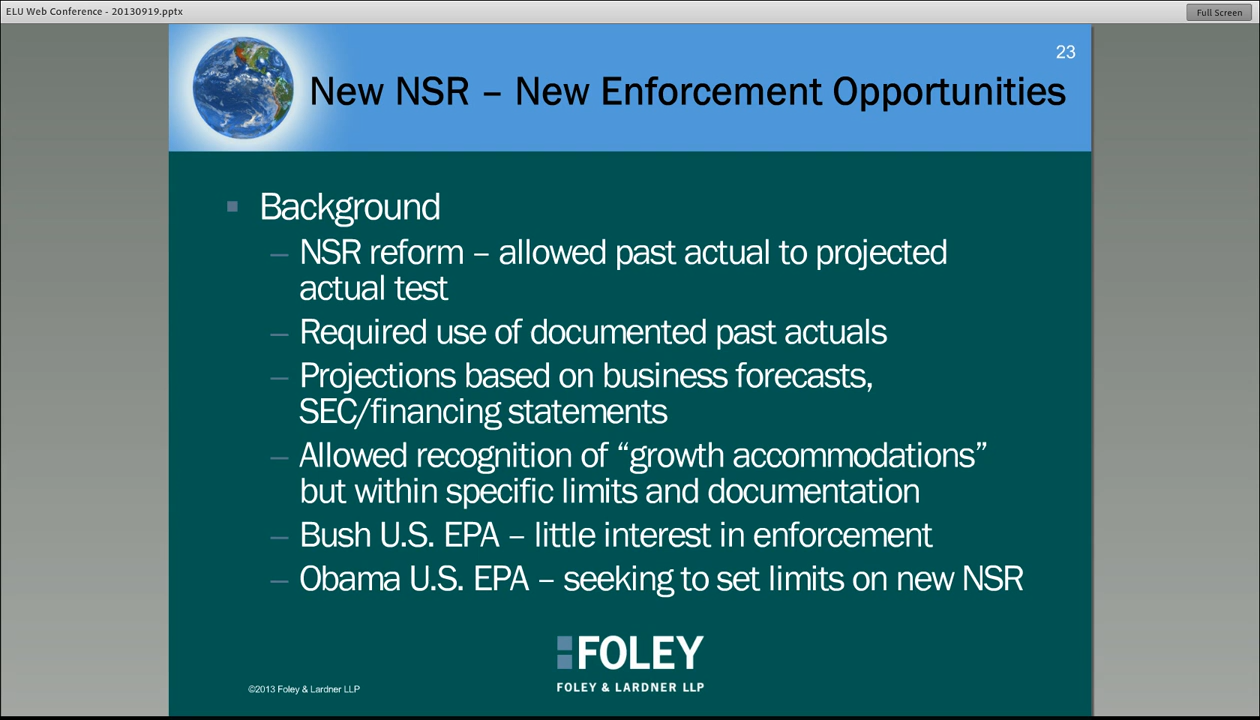 ELU Web Conference - 20130919.pptx
Full Screen
23
New NSR – New Enforcement Opportunities
Background
– NSR reform – allowed past actual to projected
actual test
– Required use of documented past actuals
– Projections based on business forecasts,
SEC/financing statements
– Allowed recognition of “growth accommodations”
but within specific limits and documentation
– Bush U.S. EPA – little interest in enforcement
– Obama U.S. EPA – seeking to set limits on new NSR
FOLEY
FOLEY & LARDNER LLP
©2013 Foley & Lardner LLP